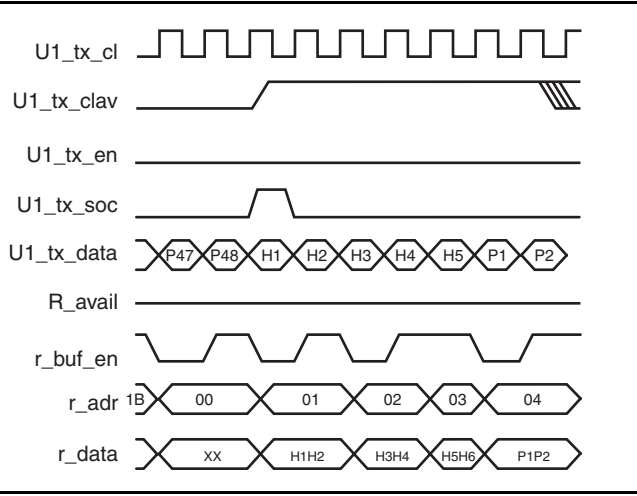 U1_tx_cl
U1_tx_clav
U1_tx_en
U1_tx_soc
U1_tx_data P47 P48 H1 H2 H3 H4 H5 P1 P2
R_avail
r_buf_en
r_adr 1B 00 01 02 03 04
r_data XX H1H2 H3H4 H5H6 P1P2